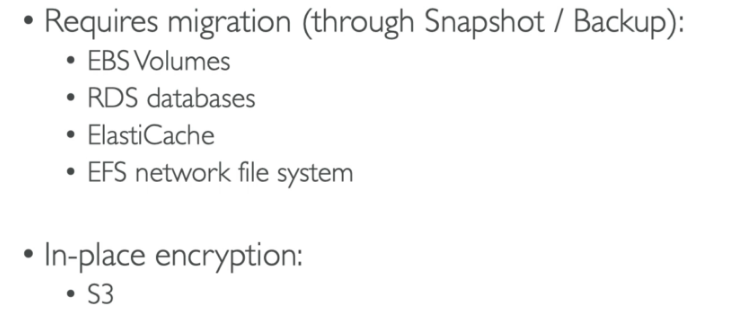 • Requires migration (through Snapshot / Backup):
• EBS Volumes
• RDS databases
• ElastiCache
• EFS network file system
• In-place encryption:
• S3